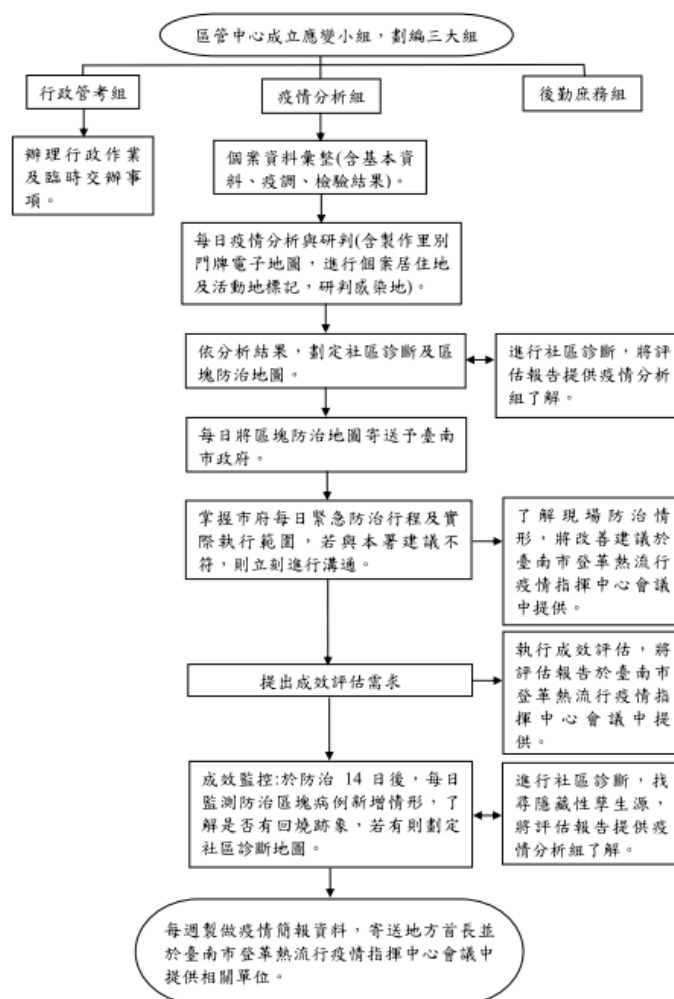 區管中心成立應變小組，劃編三大組
行政管考組
疫情分析組
後勤庶務組
辦理行政作業
及臨時交辦事
項。
個案資料彙整(含基本資
料、疫調、檢驗結果)。
每日疫情分析與研判(含製作里別
門牌電子地圖，進行個案居住地
及活動地標記，研判感染地)。
依分析結果，劃定社區診斷及區
塊防治地圖。
進行社區診斷，將評
估報告提供疫情分析
組了解。
每日將區塊防治地圖寄送予臺南
市政府。
掌握市府每日緊急防治行程及實
際執行範圍，若與本署建議不
符，則立刻進行溝通。
了解現場防治情
形，將改善建議於
臺南市登革熱流行
疫情指揮中心會議
中提供。
提出成效評估需求
執行成效評估，將
評估報告於臺南市
登革熱流行疫情指
揮中心會議中提
供。
成效監控:於防治 14 日後，每日
監測防治區塊病例新增情形，了
解是否有回燒跡象，若有則劃定
社區診斷地圖。
進行社區診斷，找
尋隱藏性孳生源，
將評估報告提供疫
情分析組了解。
每週製做疫情簡報資料，寄送地方首長並
於臺南市登革熱流行疫情指揮中心會議中
提供相關單位。